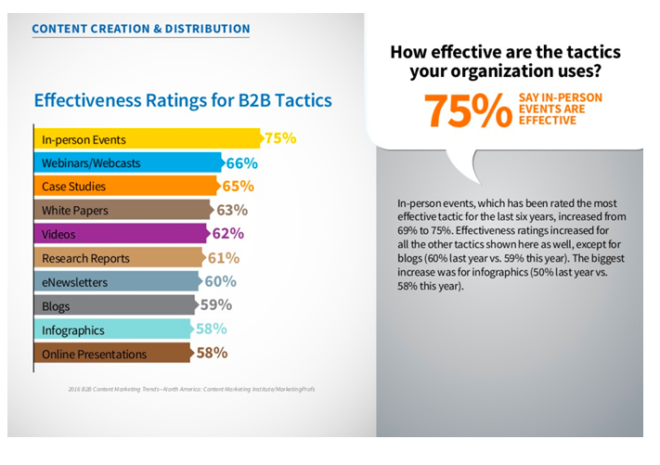 CONTENT CREATION & DISTRIBUTION
Effectiveness Ratings for B2B Tactics
In-person Events 75%
Webinars/Webcasts 66%
Case Studies 65%
White Papers 63%
Videos 62%
Research Reports 61%
eNewsletters 60%
Blogs 59%
Infographics 58%
Online Presentations 58%
2016 B2B Content Marketing Trends—North America: Content Marketing Institute/MarketingProfs
How effective are the tactics
your organization uses?
75% SAY IN-PERSON
EVENTS ARE
EFFECTIVE
In-person events, which has been rated the most
effective tactic for the last six years, increased from
69% to 75%. Effectiveness ratings increased for
all the other tactics shown here as well, except for
blogs (60% last year vs. 59% this year). The biggest
increase was for infographics (50% last year vs.
58% this year).